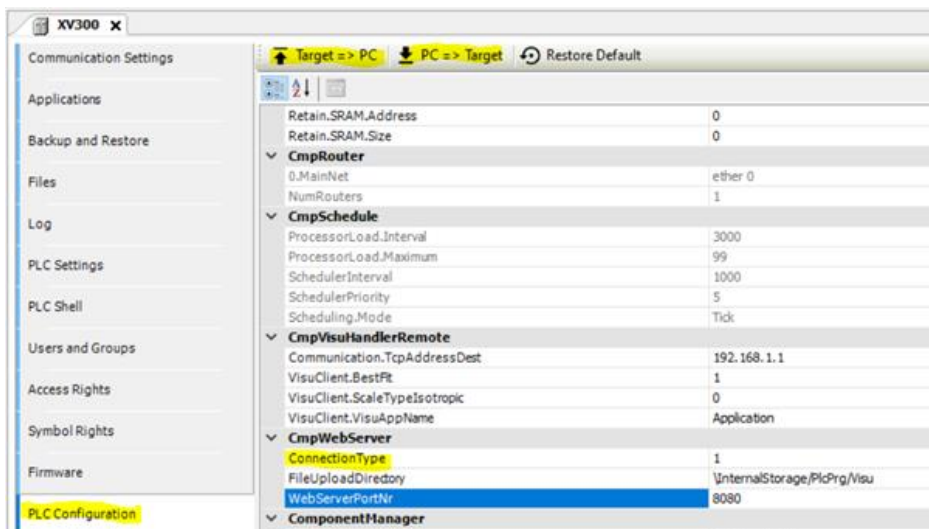 XV300 X
Communication Settings
Applications
Backup and Restore
Files
Log
PLC Settings
PLC Shell
Users and Groups
Access Rights
Symbol Rights
Firmware
PLC Configuration
Target => PC PC => Target Restore Default
Retain.SRAM.Address 0
Retain.SRAM.Size 0
CmpRouter
0.MainNet ether 0
NumRouters 1
CmpSchedule
ProcessorLoad.Interval 3000
ProcessorLoad.Maximum 99
SchedulerInterval 1000
SchedulerPriority 5
Scheduling.Mode Tick
CmpVisuHandlerRemote
Communication.TcpAddressDest 192.168.1.1
VisuClient.BestFit 1
VisuClient.ScaleTypeIsotropic 0
VisuClient.VisuAppName Application
CmpWebServer
ConnectionType 1
FileUploadDirectory \InternalStorage/PlcPrg/Visu
WebServerPortNr 8080
ComponentManager